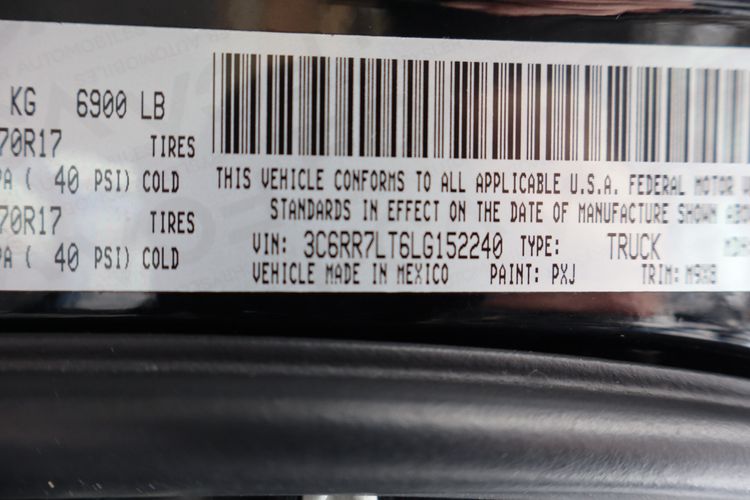 KG 6900 LB
70R17 TIRES
PA ( 40 PSI) COLD
70R17 TIRES
PA ( 40 PSI) COLD
THIS VEHICLE CONFORMS TO ALL APPLICABLE U.S.A. FEDERAL MOTOR
STANDARDS IN EFFECT ON THE DATE OF MANUFACTURE SHOWN
VIN: 3C6RR7LT6LG152240 TYPE: TRUCK
VEHICLE MADE IN MEXICO PAINT: PXJ TRIM: M9X8